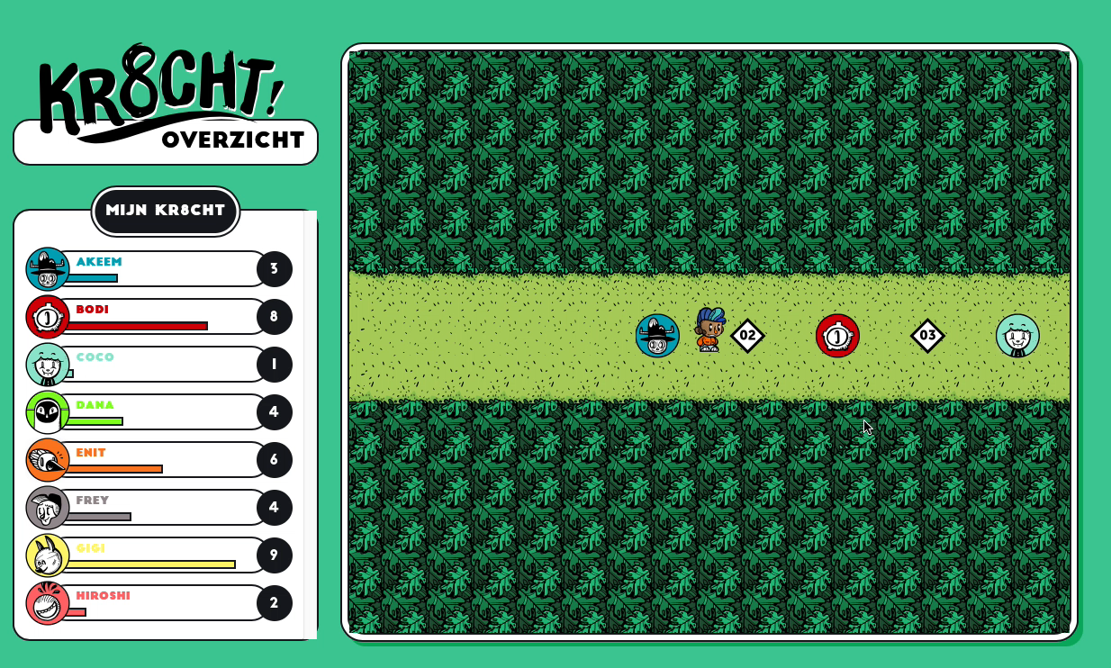 KR8CHT!
OVERZICHT
MIJN KR8CHT
AKEEM 3
BODI 8
COCO 1
DANA 4
ENIT 6
FREY 4
GIGI 9
HIROSHI 2
02
03